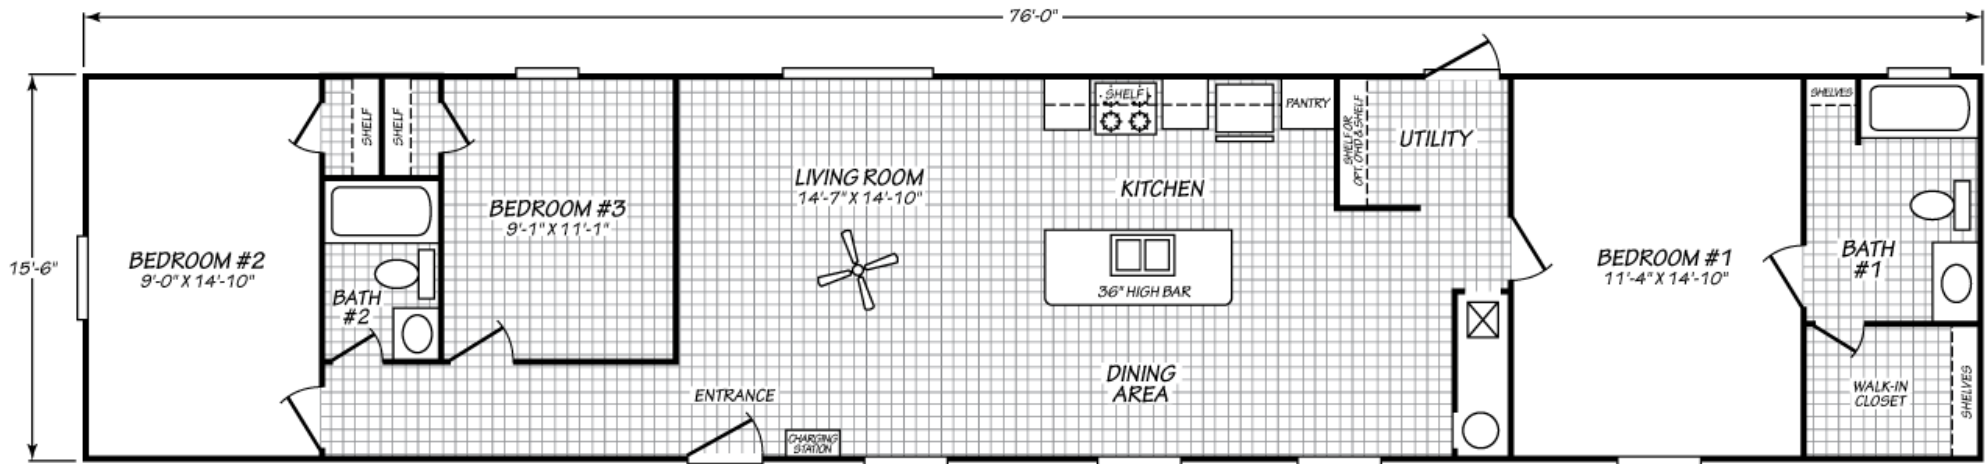 76'-0"
15'-6"
BEDROOM #2
9'-0" X 14'-10"
SHELF
SHELF
BATH
#2
BEDROOM #3
9'-1" X 11'-1"
LIVING ROOM
14'-7" X 14'-10"
ENTRANCE
CHARGING
STATION
SHELF
PANTRY
KITCHEN
36" HIGH BAR
DINING
AREA
SHELF OR
OPT. O'HD & SHELF
UTILITY
BEDROOM #1
11'-4" X 14'-10"
SHELVES
BATH
#1
WALK-IN
CLOSET
SHELVES